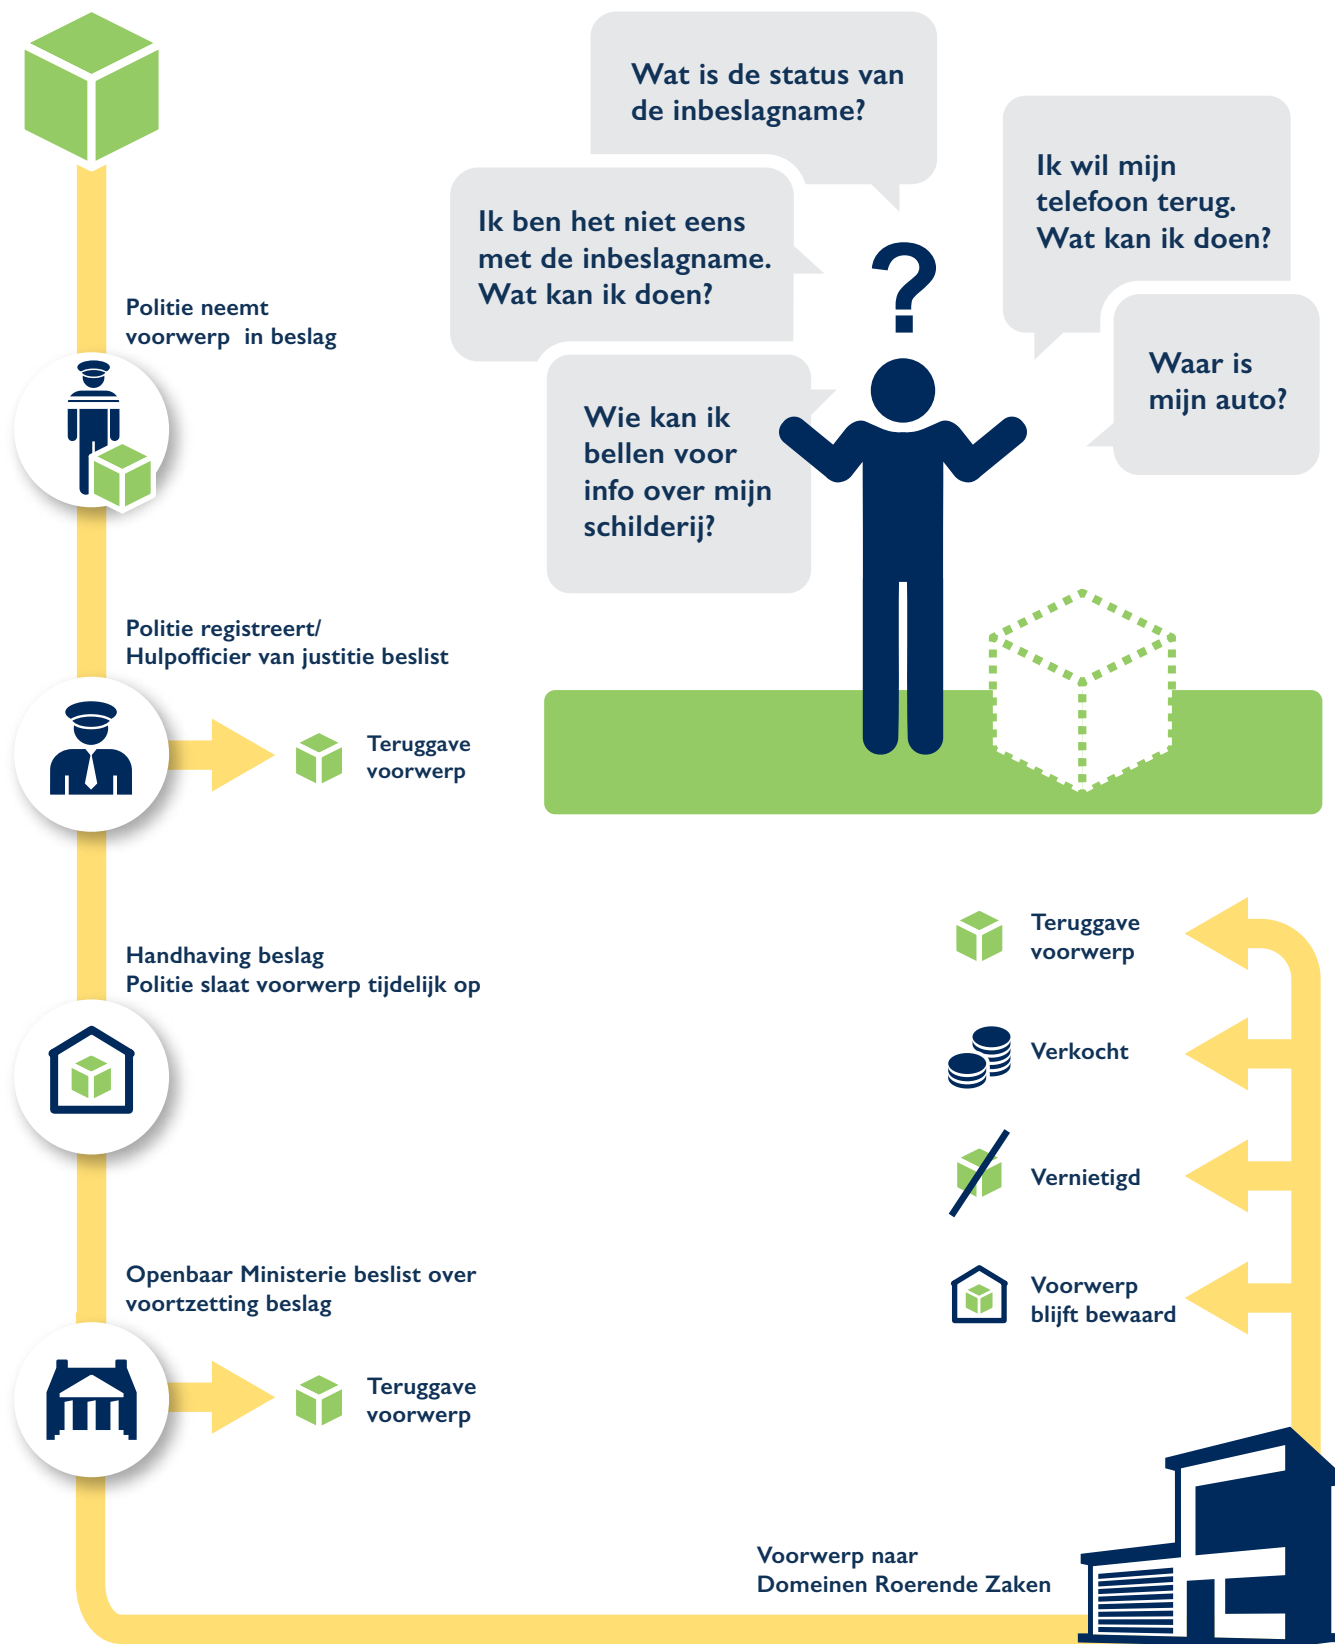 Wat is de status van
de inbeslagname?
Ik wil mijn
telefoon terug.
Wat kan ik doen?
Ik ben het niet eens
met de inbeslagname.
Wat kan ik doen?
?
Waar is
mijn auto?
Wie kan ik
bellen voor
info over mijn
schilderij?
Politie neemt
voorwerp in beslag
Politie registreert/
Hulpofficier van justitie beslist
Teruggave
voorwerp
Handhaving beslag
Politie slaat voorwerp tijdelijk op
Openbaar Ministerie beslist over
voortzetting beslag
Teruggave
voorwerp
Voorwerp naar
Domeinen Roerende Zaken
Teruggave
voorwerp
Verkocht
Vernietigd
Voorwerp
blijft bewaard